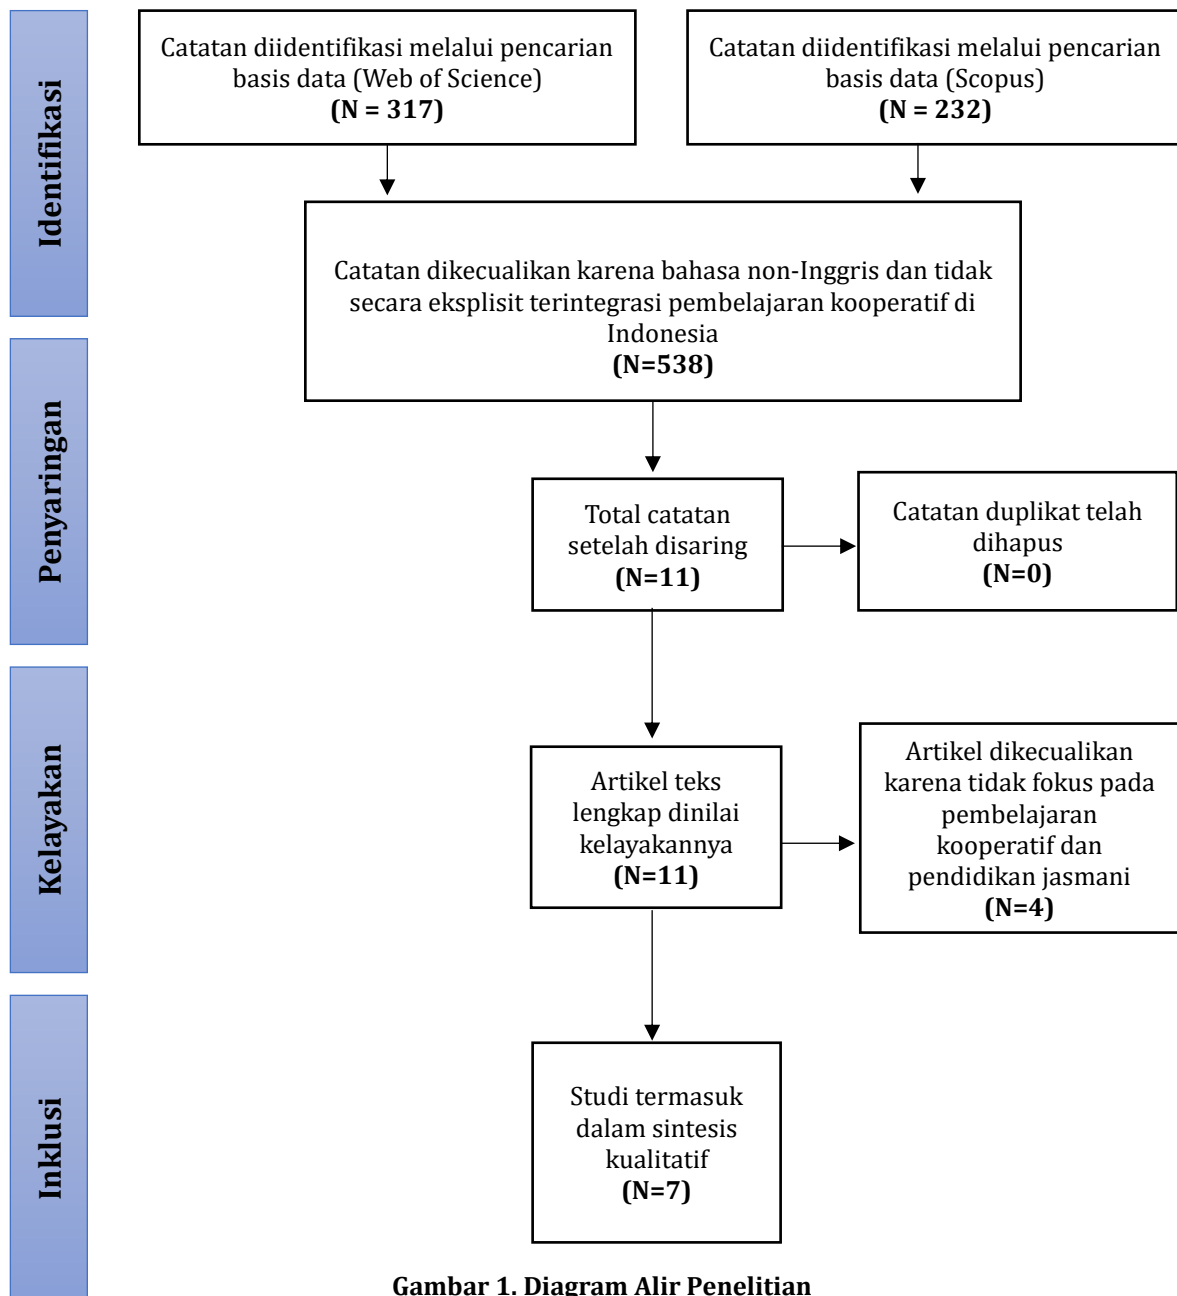 Identifikasi
Catatan diidentifikasi melalui pencarian
basis data (Web of Science)
(N = 317)
Catatan diidentifikasi melalui pencarian
basis data (Scopus)
(N = 232)
Catatan dikecualikan karena bahasa non-Inggris dan tidak
secara eksplisit terintegrasi pembelajaran kooperatif di
Indonesia
(N=538)
Penyaringan
Total catatan
setelah disaring
(N=11)
Catatan duplikat telah
dihapus
(N=0)
Kelayakan
Artikel teks
lengkap dinilai
kelayakannya
(N=11)
Artikel dikecualikan
karena tidak fokus pada
pembelajaran
kooperatif dan
pendidikan jasmani
(N=4)
Inklusi
Studi termasuk
dalam sintesis
kualitatif
(N=7)
Gambar 1. Diagram Alir Penelitian